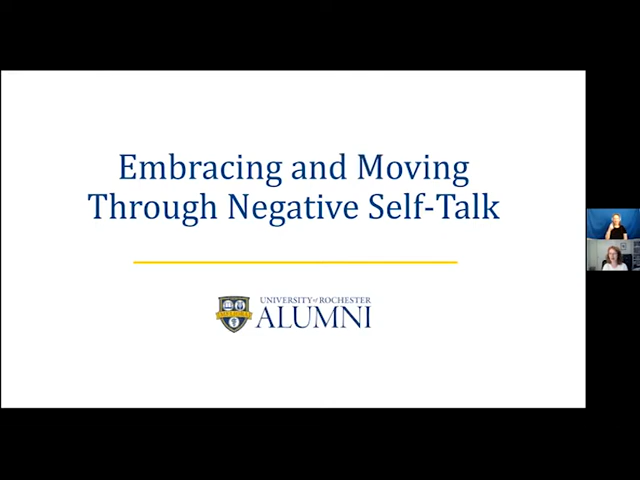 Embracing and Moving
Through Negative Self-Talk
UNIVERSITY of ROCHESTER
ALUMNI